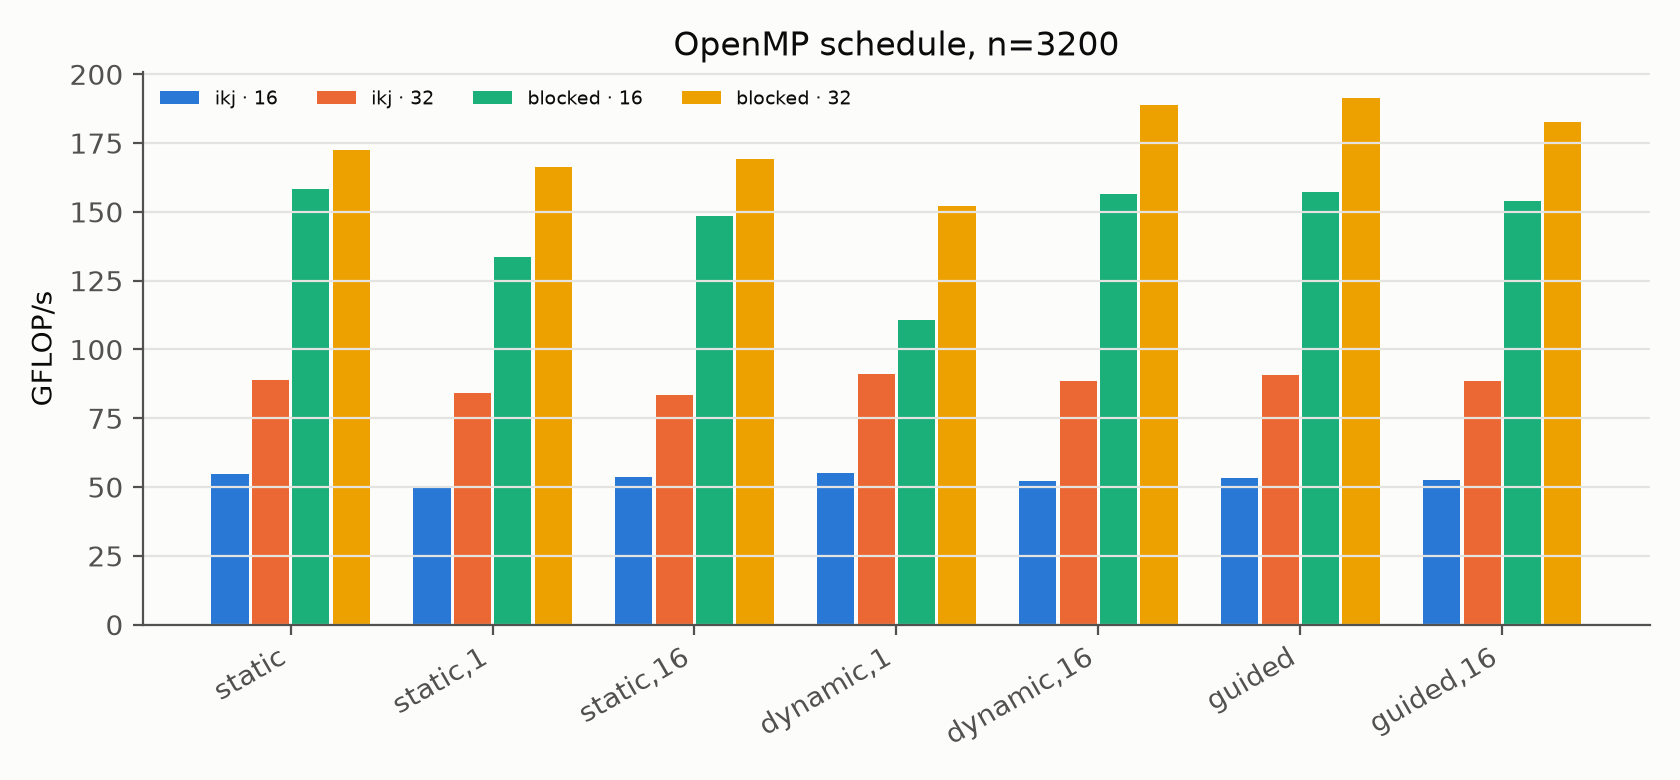 OpenMP schedule, n=3200
ikj · 16 ikj · 32 blocked · 16 blocked · 32
GFLOP/s
200
175
150
125
100
75
50
25
0
static static,1 static,16 dynamic,1 dynamic,16 guided guided,16